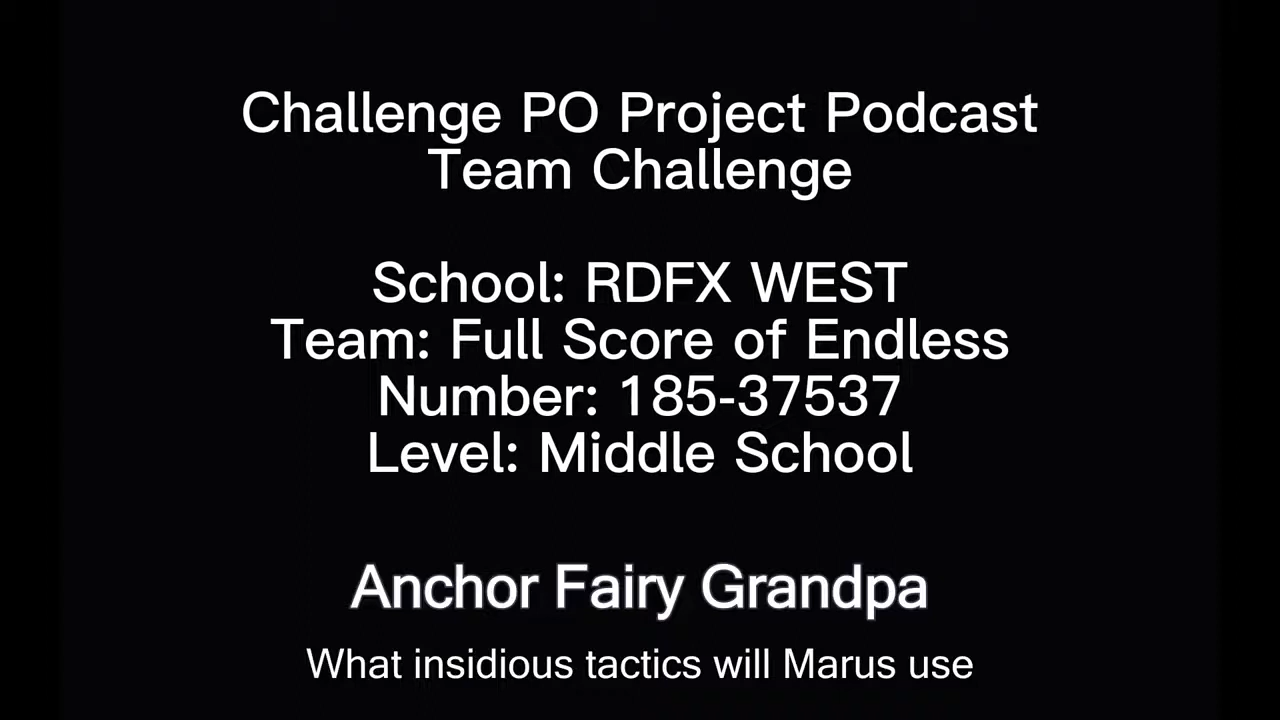 Challenge PO Project Podcast
Team Challenge
School: RDFX WEST
Team: Full Score of Endless
Number: 185-37537
Level: Middle School
Anchor Fairy Grandpa
What insidious tactics will Marus use